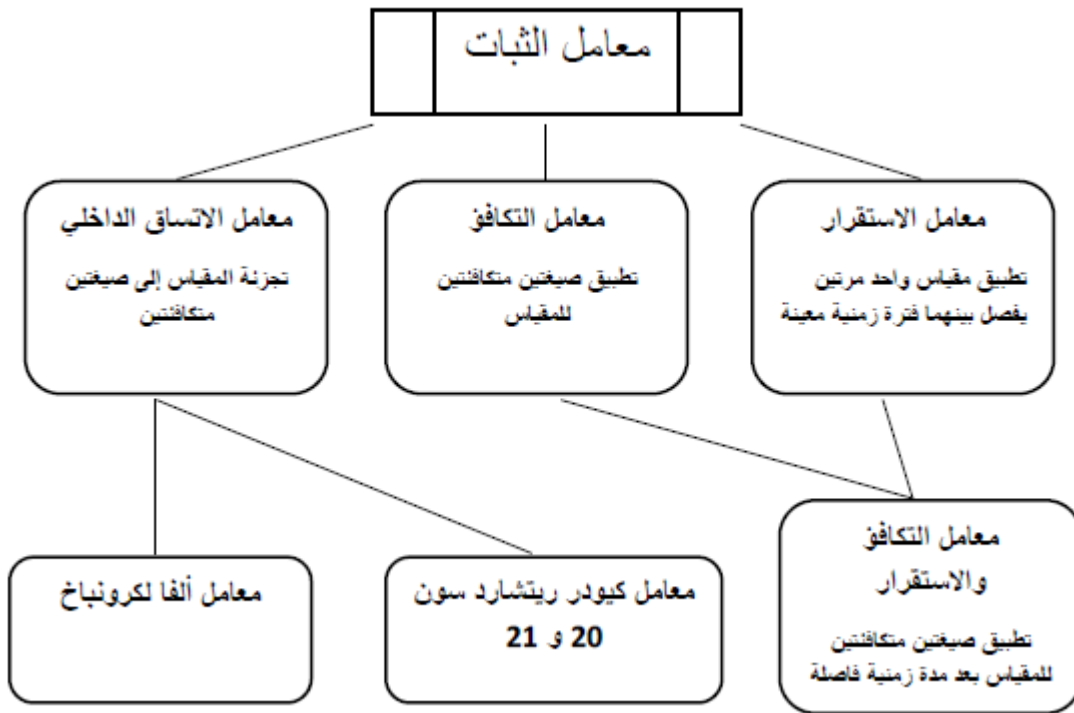 معامل الثبات
معامل الاستقرار
تطبيق مقياس واحد مرتين
يفصل بينهما فترة زمنية معينة
معامل التكافؤ
تطبيق صيغتين متكافئتين
للمقياس
معامل الاتساق الداخلي
تجزئة المقياس إلى صيغتين
متكافئتين
معامل التكافؤ
والاستقرار
تطبيق صيغتين متكافئتين
للمقياس بعد مدة زمنية فاصلة
معامل كيودر ريتشارد سون
20 و 21
معامل ألفا لكرونباخ